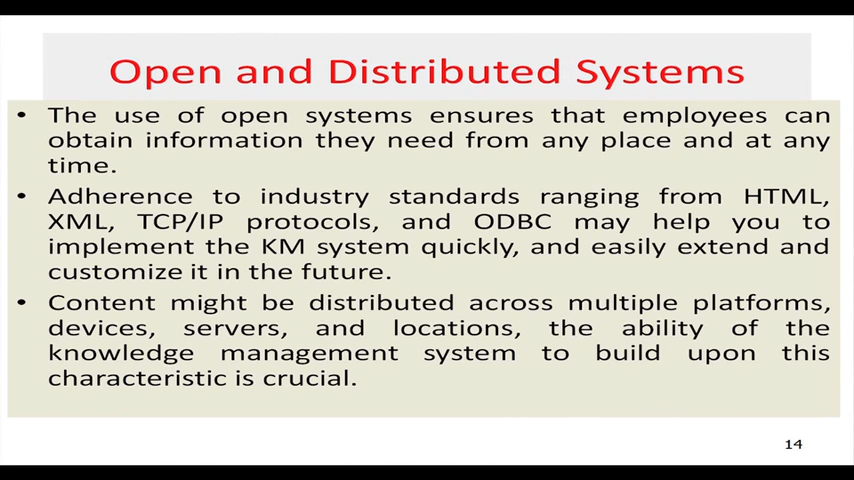 Open and Distributed Systems
• The use of open systems ensures that employees can
obtain information they need from any place and at any
time.
• Adherence to industry standards ranging from HTML,
XML, TCP/IP protocols, and ODBC may help you to
implement the KM system quickly, and easily extend and
customize it in the future.
• Content might be distributed across multiple platforms,
devices, servers, and locations, the ability of the
knowledge management system to build upon this
characteristic is crucial.
14